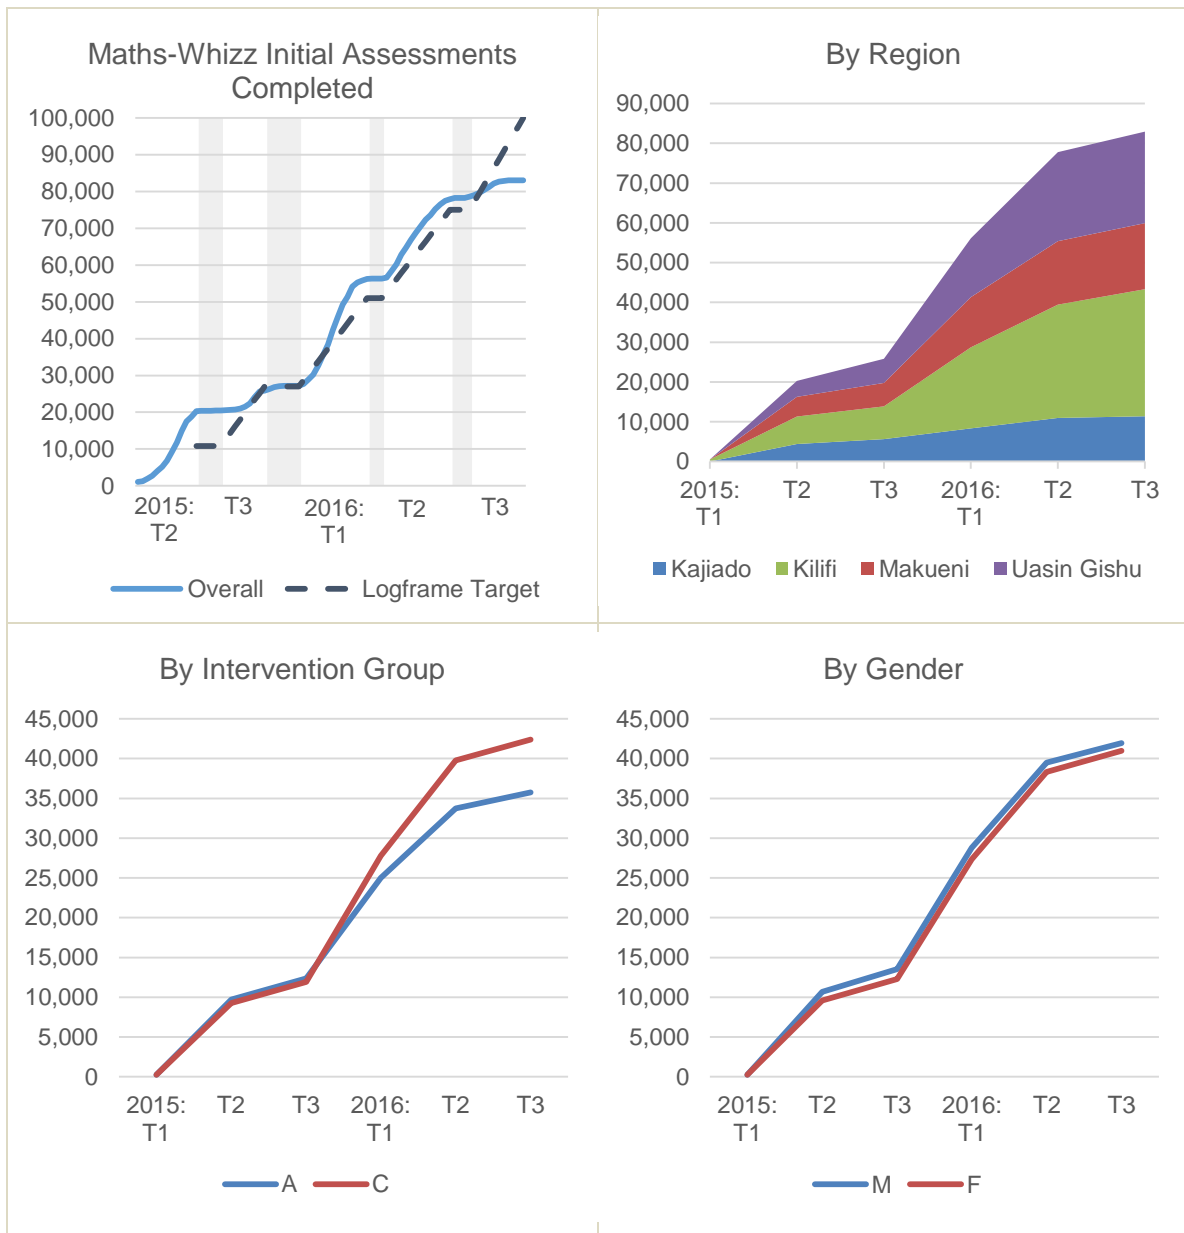 Maths-Whizz Initial Assessments
Completed
100,000
90,000
80,000
70,000
60,000
50,000
40,000
30,000
20,000
10,000
0
2015:
T2
T3
2016:
T1
T2
T3
Overall
Logframe Target
By Region
90,000
80,000
70,000
60,000
50,000
40,000
30,000
20,000
10,000
0
2015:
T1
T2
T3
2016:
T1
T2
T3
Kajiado
Kilifi
Makueni
Uasin Gishu
By Intervention Group
45,000
40,000
35,000
30,000
25,000
20,000
15,000
10,000
5,000
0
2015:
T1
T2
T3
2016:
T1
T2
T3
A
C
By Gender
45,000
40,000
35,000
30,000
25,000
20,000
15,000
10,000
5,000
0
2015:
T1
T2
T3
2016:
T1
T2
T3
M
F